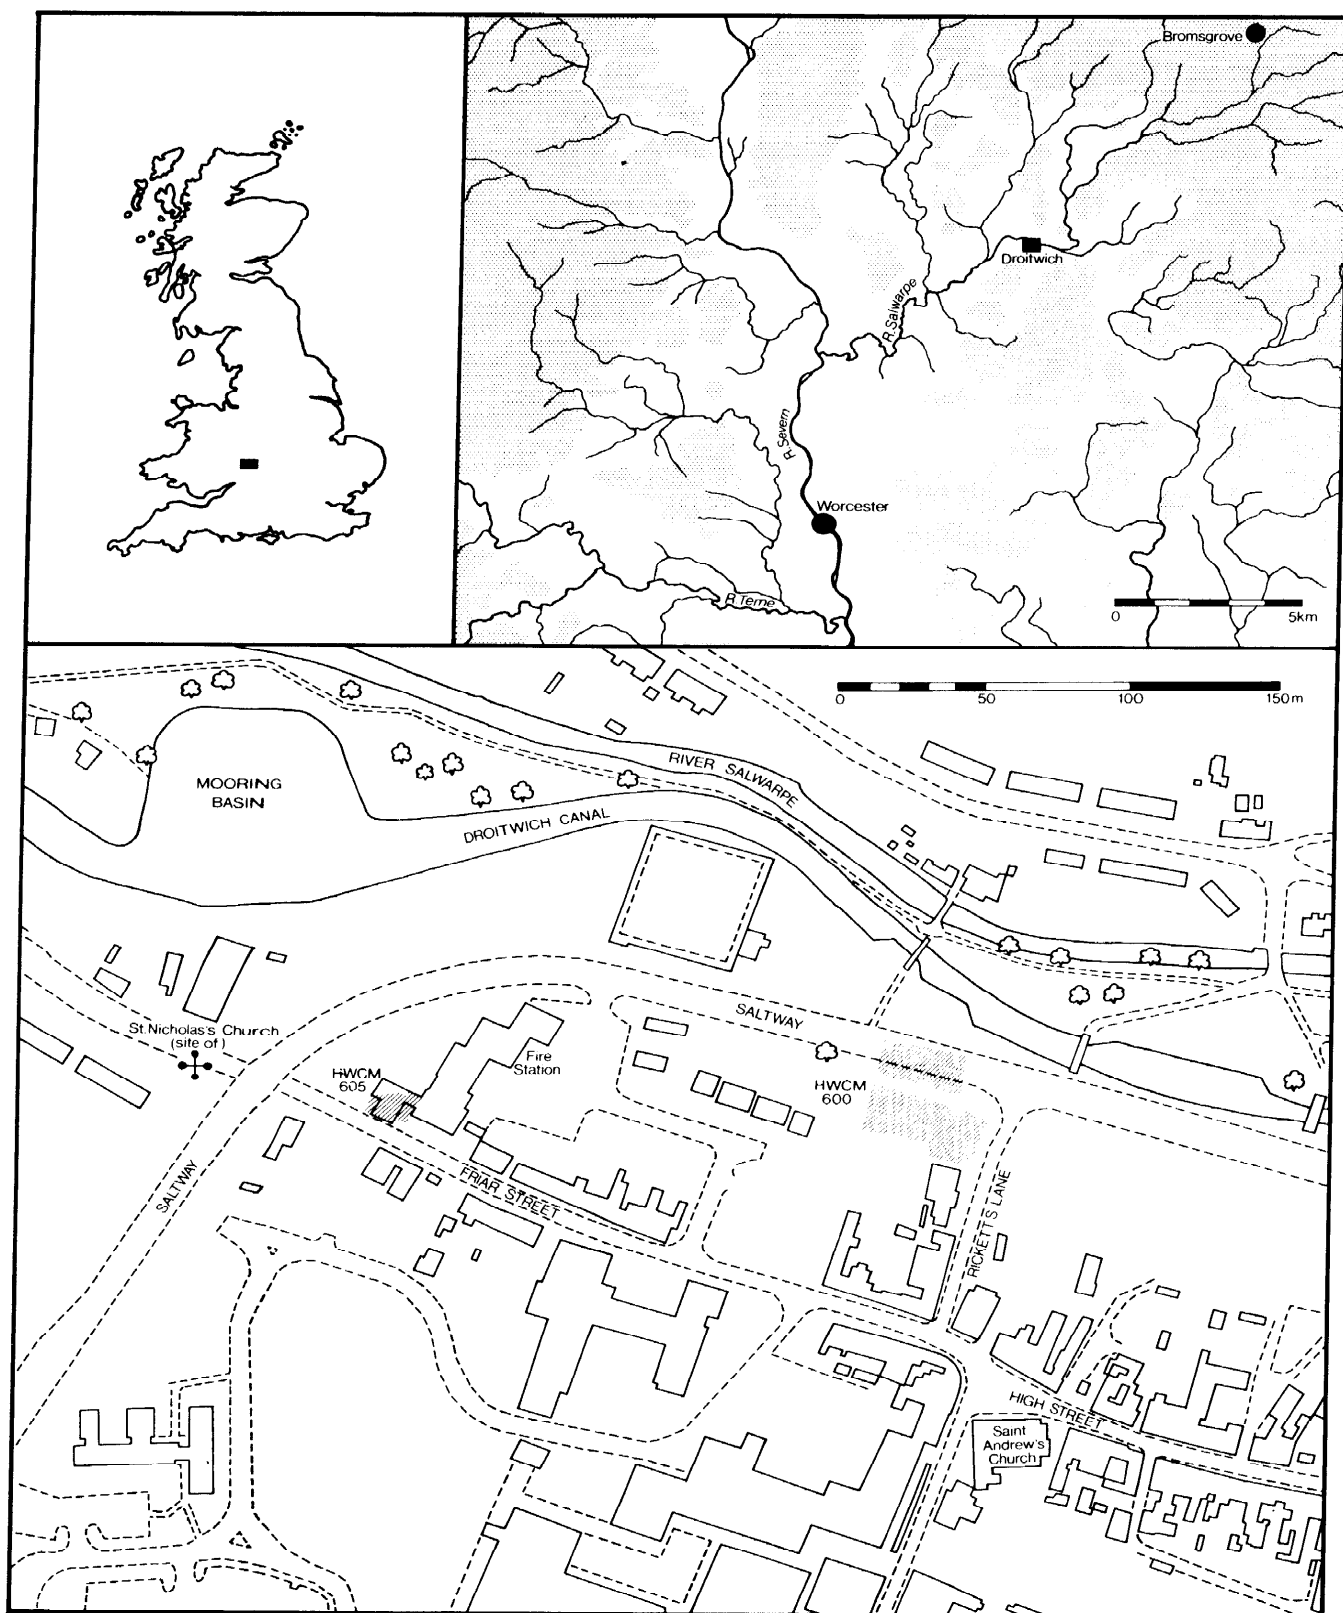 Bromsgrove
Droitwich
R. Salwarpe
R. Severn
Worcester
R. Teme
0 5km
0 50 100 150m
RIVER SALWARPE
MOORING
BASIN
DROITWICH CANAL
SALTWAY
St. Nicholas's Church
(site of)
Fire
Station
HWCM
605
HWCM
600
SALTWAY
FRIAR STREET
RICKETTS LANE
HIGH STREET
Saint
Andrew's
Church